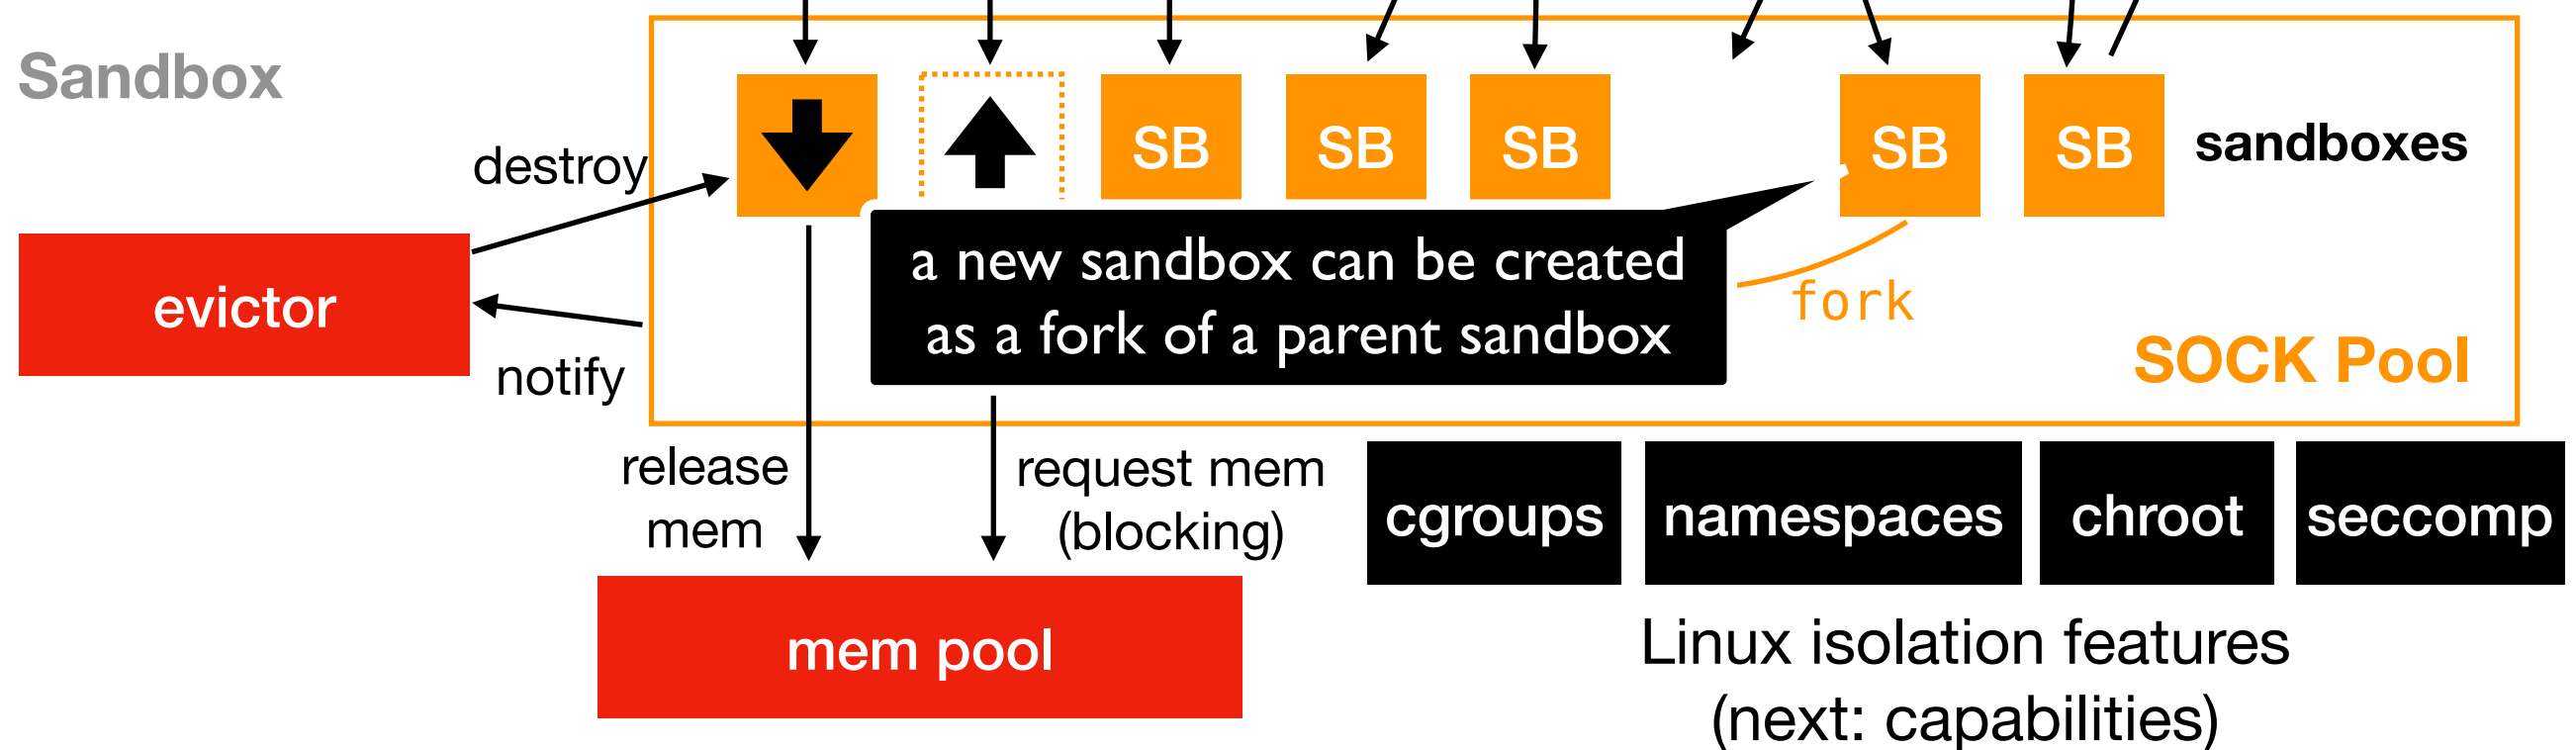 Sandbox
destroy
SB
SB
SB
SB
SB
sandboxes
evictor
notify
a new sandbox can be created
as a fork of a parent sandbox
fork
SOCK Pool
release
mem
request mem
(blocking)
cgroups
namespaces
chroot
seccomp
mem pool
Linux isolation features
(next: capabilities)